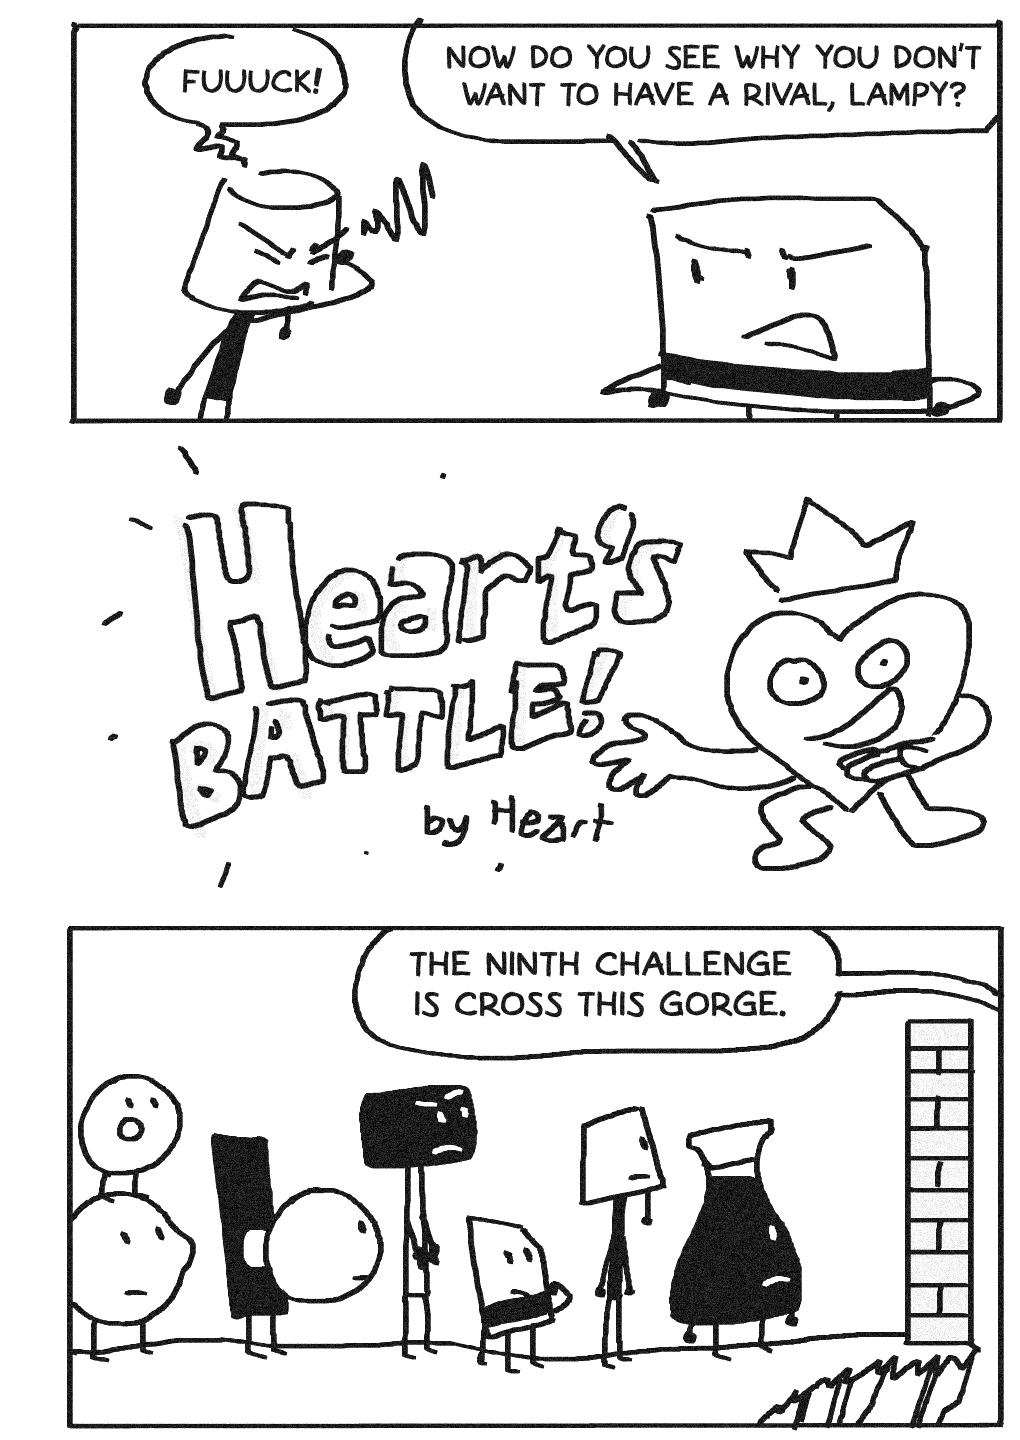 FUUUCK!
NOW DO YOU SEE WHY YOU DON'T
WANT TO HAVE A RIVAL, LAMPY?
Heart's
BATTLE!
by Heart
THE NINTH CHALLENGE
IS CROSS THIS GORGE.